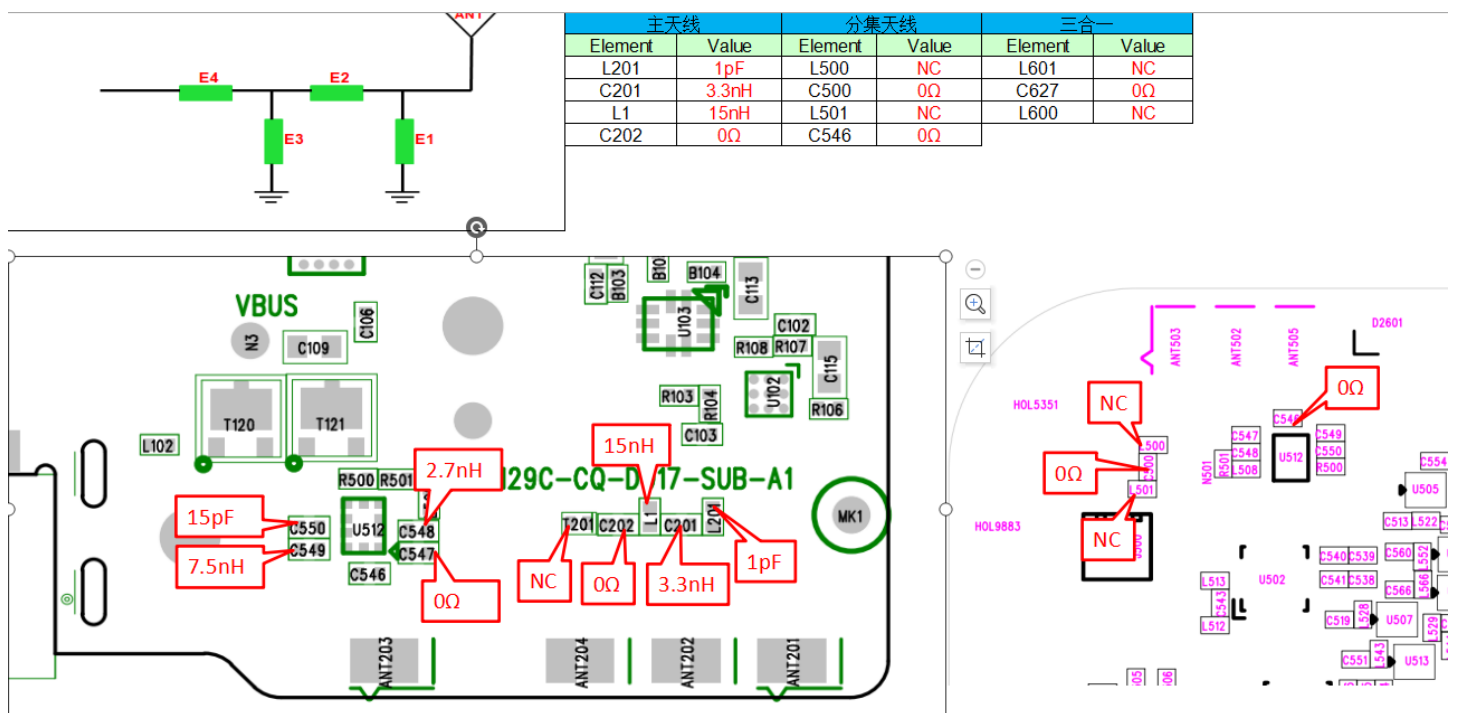 ANT
E4
E2
E3
E1
主天线 分集天线 三合一
Element Value Element Value Element Value
L201 1pF L500 NC L601 NC
C201 3.3nH C500 0Ω C627 0Ω
L1 15nH L501 NC L600 NC
C202 0Ω C546 0Ω
VBUS
N3
C109
C106
T120
T121
L102
C112
B103
B104
C113
U103
C102
R108
R107
C115
U102
R103
R104
R106
C103
15nH
2.7nH
R500
R501
-SUB-A1
15pF
C550
7.5nH
C549
U512
C548
C547
C546
0Ω
T201
C202
L1
C201
L201
MK1
NC
0Ω
3.3nH
1pF
ANT203
ANT204
ANT202
ANT201
ANT503
ANT502
ANT505
D2601
HOL5351
NC
0Ω
C546
L500
0Ω
C500
L501
NC
HOL9883
C547
C548
L508
N501
R501
U512
C549
C550
R500
C554
U505
C513
L522
C540
C539
C560
L552
C541
C538
C566
L566
U502
L513
C543
L512
C519
L528
U507
L529
C551
L543
U513